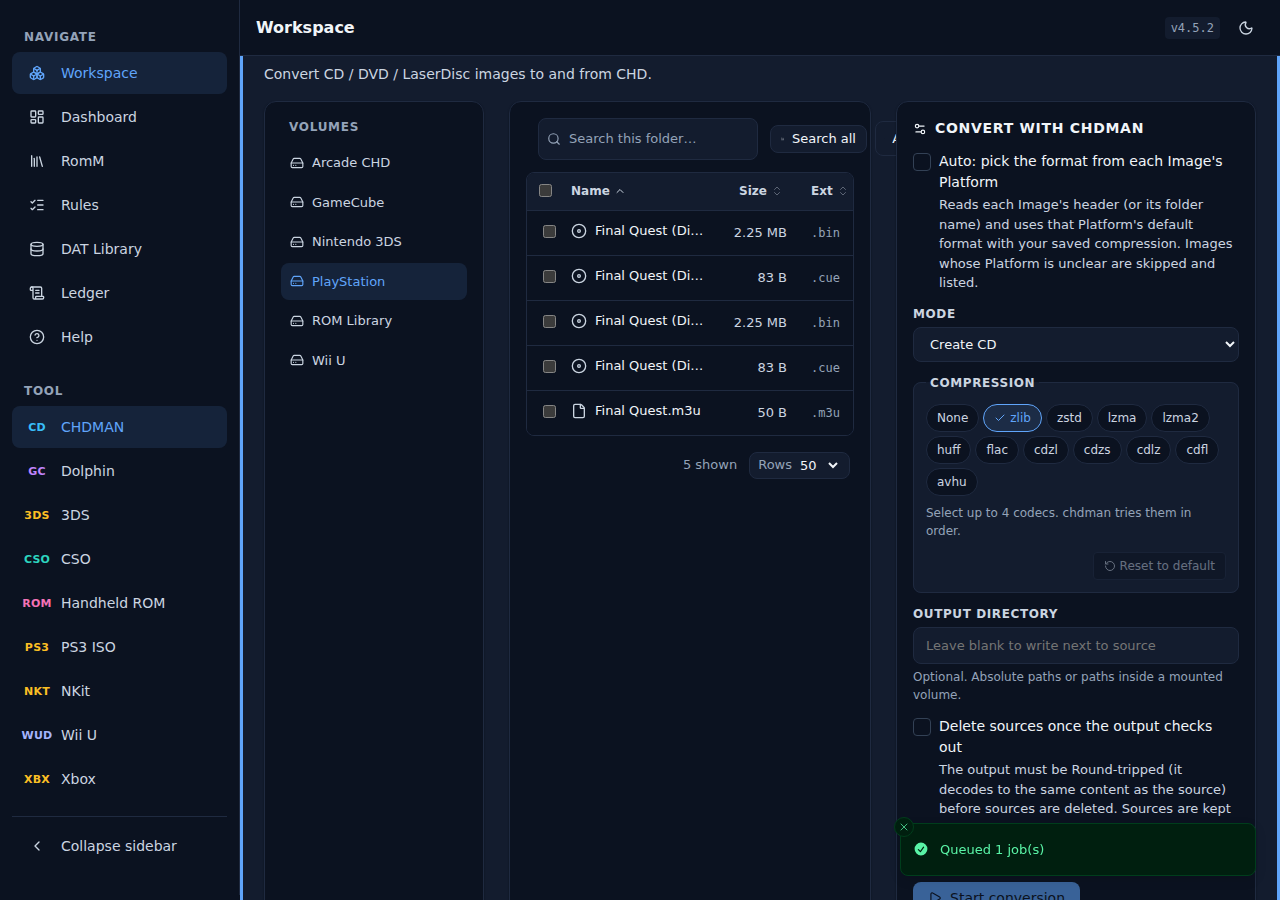 NAVIGATE
Workspace
Dashboard
RomM
Rules
DAT Library
Ledger
Help
TOOL
CD CHDMAN
GC Dolphin
3DS 3DS
CSO CSO
ROM Handheld ROM
PS3 PS3 ISO
NKT NKit
WUD Wii U
XBX Xbox
Collapse sidebar
Workspace
v4.5.2
Convert CD / DVD / LaserDisc images to and from CHD.
VOLUMES
Arcade CHD
GameCube
Nintendo 3DS
PlayStation
ROM Library
Wii U
Search this folder…
Search all
Name Size Ext
Final Quest (Di… 2.25 MB .bin
Final Quest (Di… 83 B .cue
Final Quest (Di… 2.25 MB .bin
Final Quest (Di… 83 B .cue
Final Quest.m3u 50 B .m3u
5 shown Rows 50
CONVERT WITH CHDMAN
Auto: pick the format from each Image's
Platform
Reads each Image's header (or its folder
name) and uses that Platform's default
format with your saved compression. Images
whose Platform is unclear are skipped and
listed.
MODE
Create CD
COMPRESSION
None zlib zstd lzma lzma2
huff flac cdzl cdzs cdlz cdfl
avhu
Select up to 4 codecs. chdman tries them in
order.
Reset to default
OUTPUT DIRECTORY
Leave blank to write next to source
Optional. Absolute paths or paths inside a mounted
volume.
Delete sources once the output checks
out
The output must be Round-tripped (it
decodes to the same content as the source)
before sources are deleted. Sources are kept
Queued 1 job(s)
Start conversion